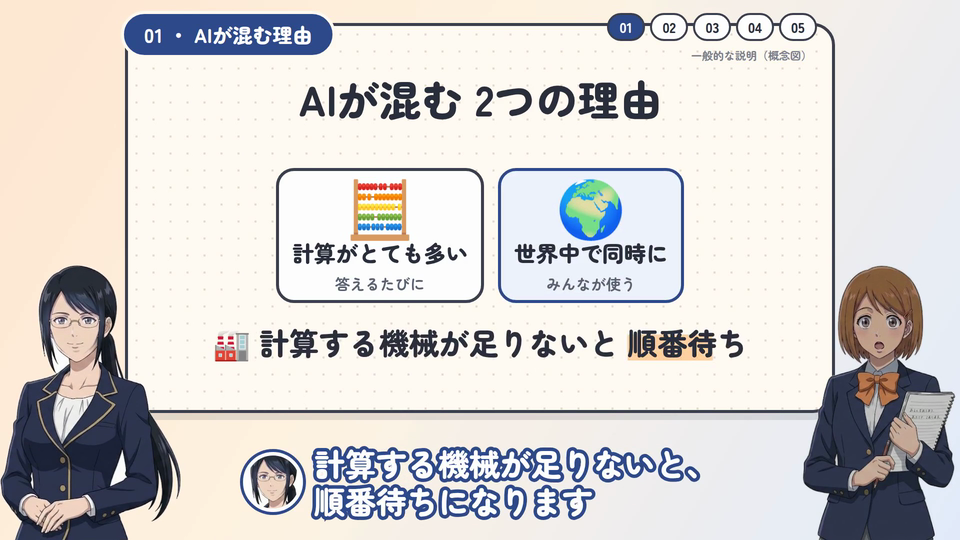 01 ・ AIが混む理由
01 02 03 04 05
一般的な説明（概念図）
AIが混む 2つの理由
計算がとても多い
答えるたびに
世界中で同時に
みんなが使う
計算する機械が足りないと 順番待ち
計算する機械が足りないと、
順番待ちになります